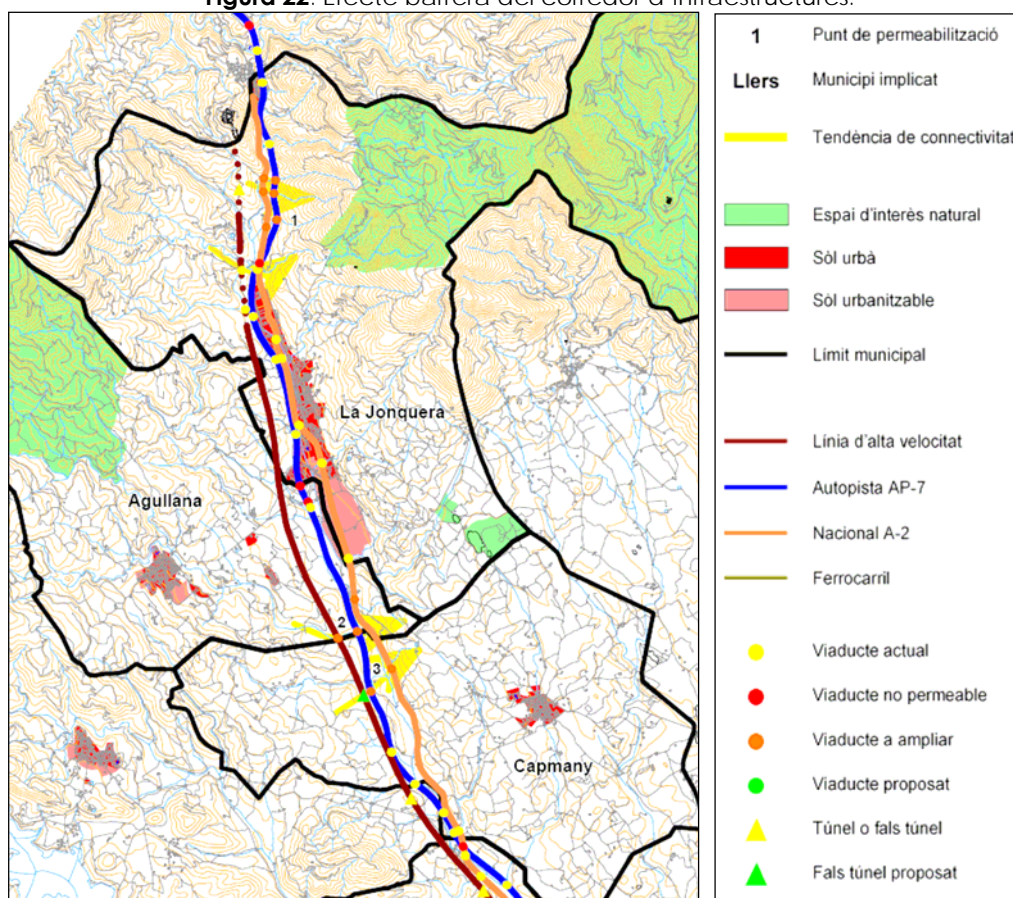 Figura 22. Efecte barrera del corredor d'infraestructures.
1 Punt de permeabilització
Llers Municipi implicat
Tendència de connectivitat
Espai d'interès natural
Sòl urbà
Sòl urbanitzable
Límit municipal
Línia d'alta velocitat
Autopista AP-7
Nacional A-2
Ferrocarril
Viaducte actual
Viaducte no permeable
Viaducte a ampliar
Viaducte proposat
Túnel o fals túnel
Fals túnel proposat
1
La Jonquera
Agullana
2
3
Capmany